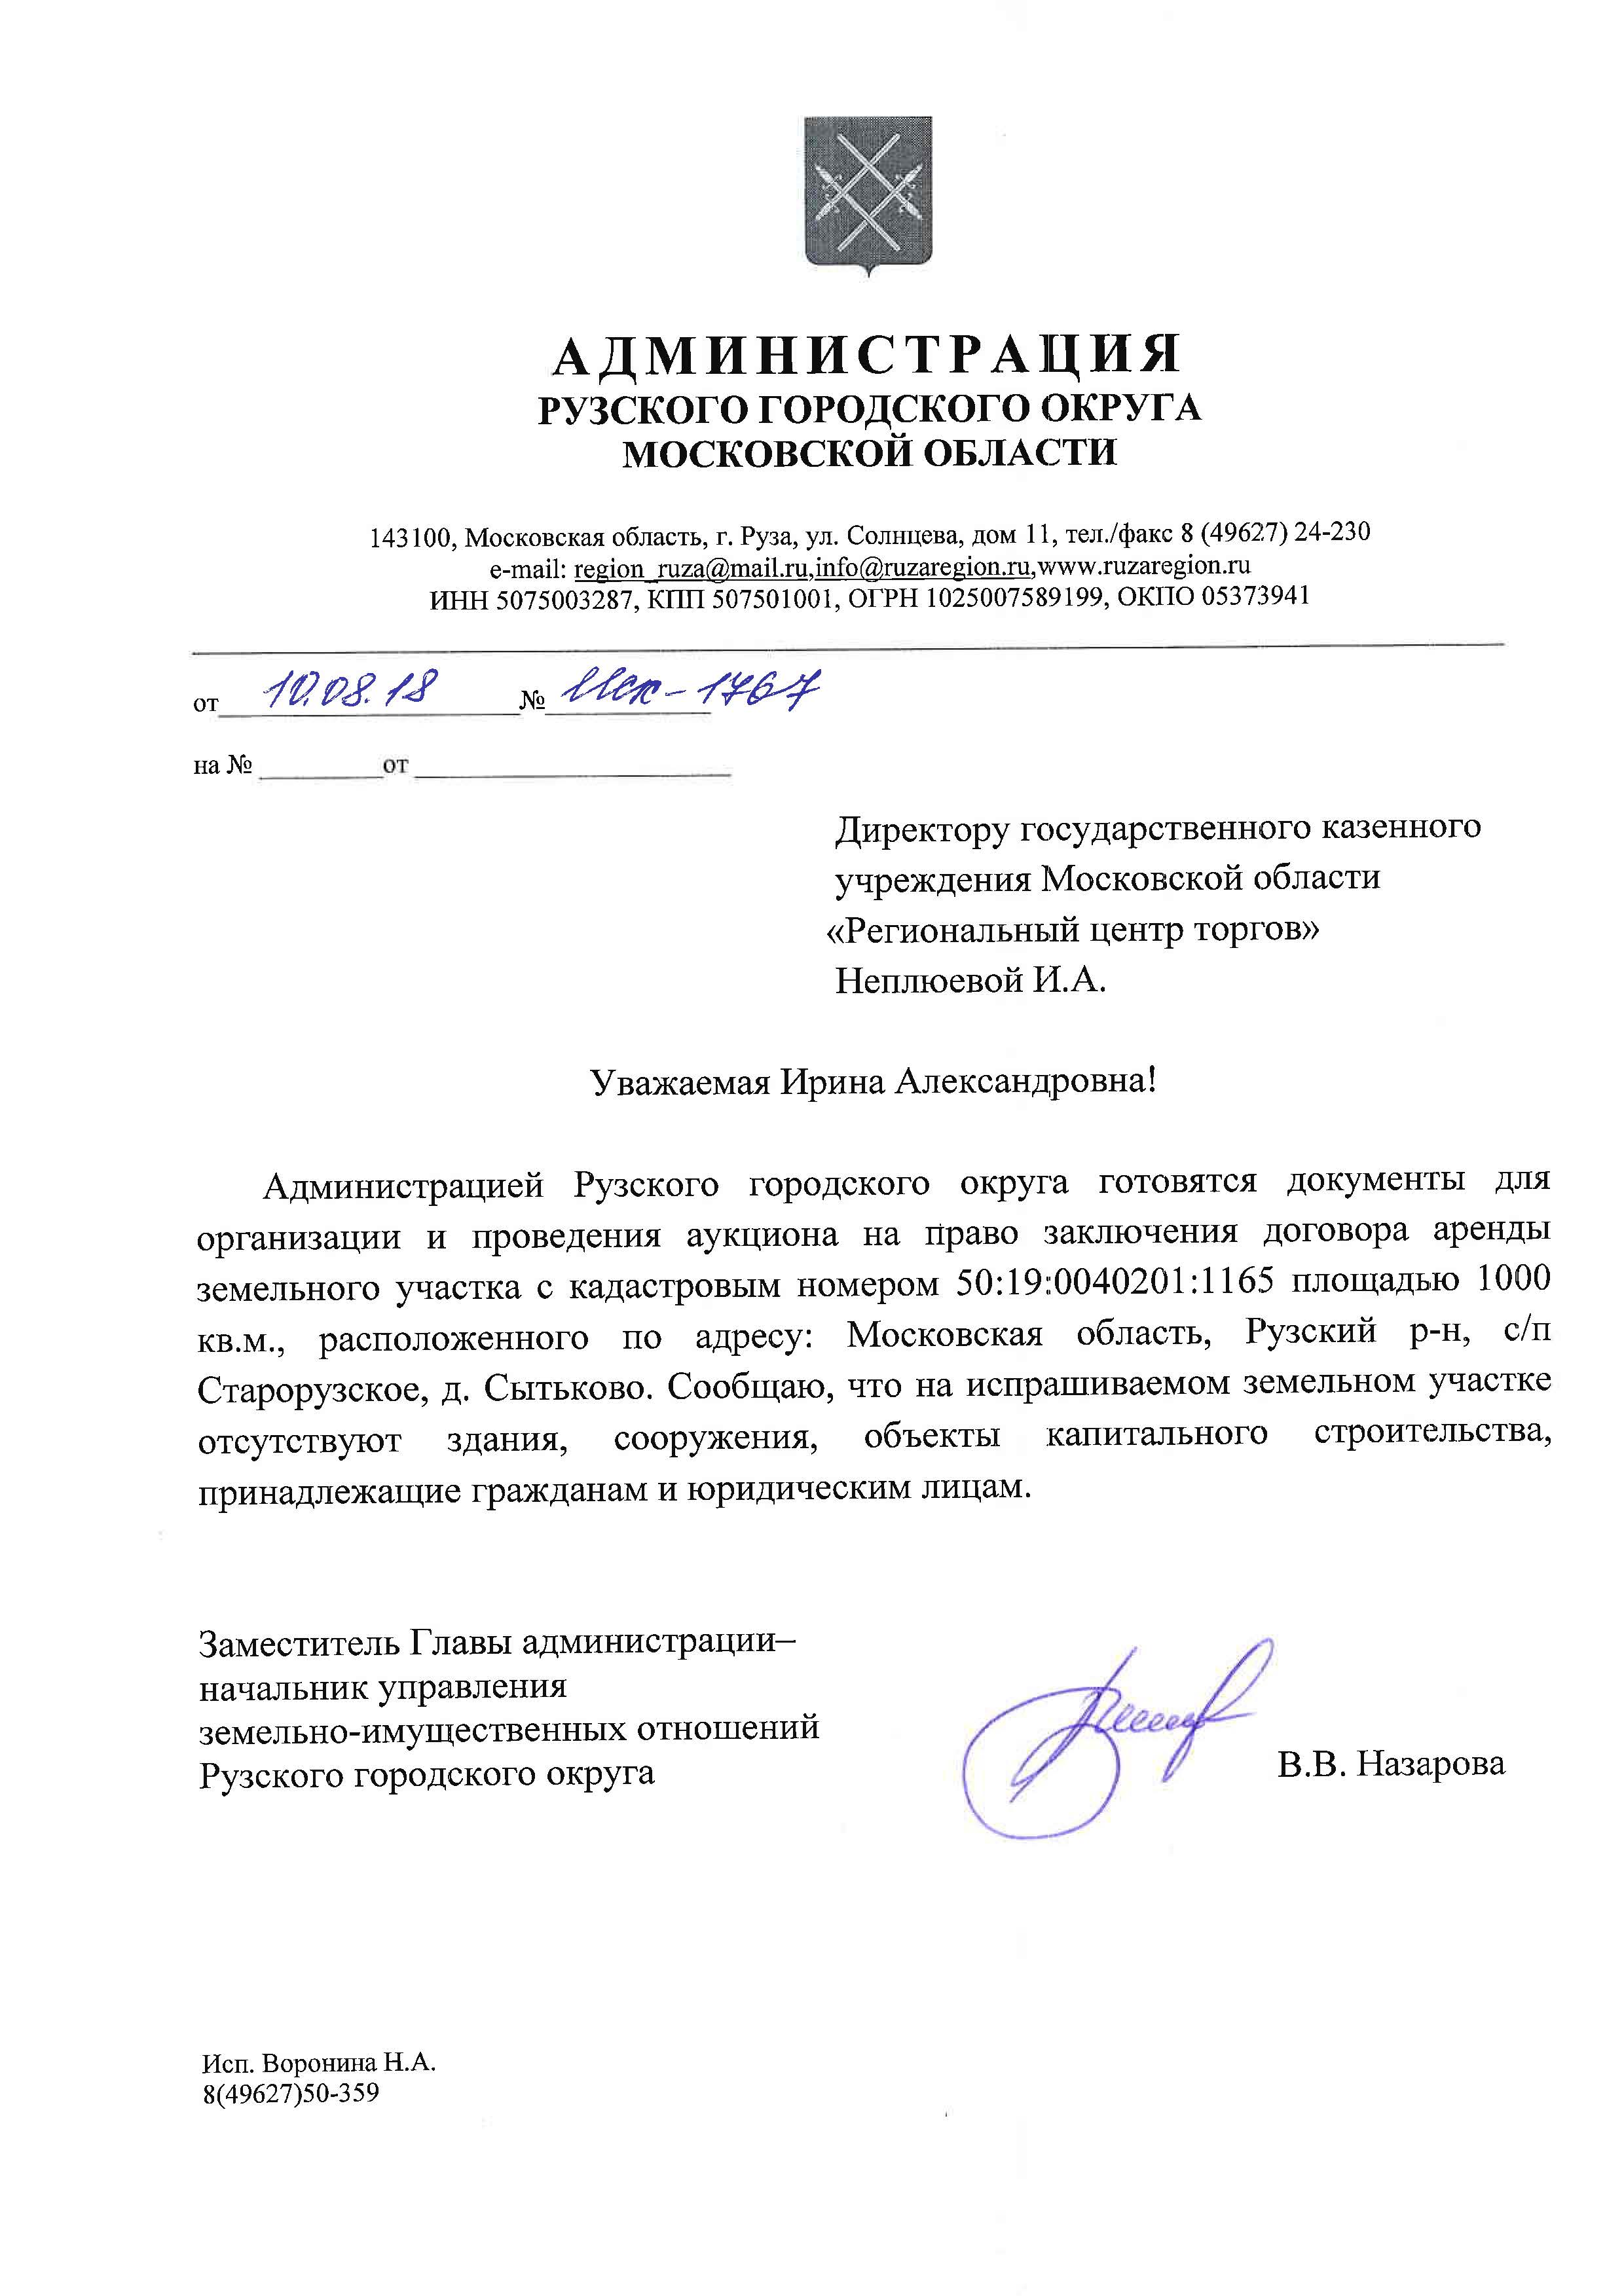 АДМИНИСТРАЦИЯ
РУЗСКОГО ГОРОДСКОГО ОКРУГА
МОСКОВСКОЙ ОБЛАСТИ
143100, Московская область, г. Руза, ул. Солнцева, дом 11, тел./факс 8 (49627) 24-230
e-mail: region_ruza@mail.ru,info@ruzaregion.ru,www.ruzaregion.ru
ИНН 5075003287, КПП 507501001, ОГРН 1025007589199, ОКПО 05373941
от 10.08.18 № Исх-1767
на № __________от ____________________
Директору государственного казенного
учреждения Московской области
«Региональный центр торгов»
Неплюевой И.А.
Уважаемая Ирина Александровна!
Администрацией Рузского городского округа готовятся документы для
организации и проведения аукциона на право заключения договора аренды
земельного участка с кадастровым номером 50:19:0040201:1165 площадью 1000
кв.м., расположенного по адресу: Московская область, Рузский р-н, с/п
Старорузское, д. Сытьково. Сообщаю, что на испрашиваемом земельном участке
отсутствуют здания, сооружения, объекты капитального строительства,
принадлежащие гражданам и юридическим лицам.
Заместитель Главы администрации–
начальник управления
земельно-имущественных отношений
Рузского городского округа
В.В. Назарова
Исп. Воронина Н.А.
8(49627)50-359